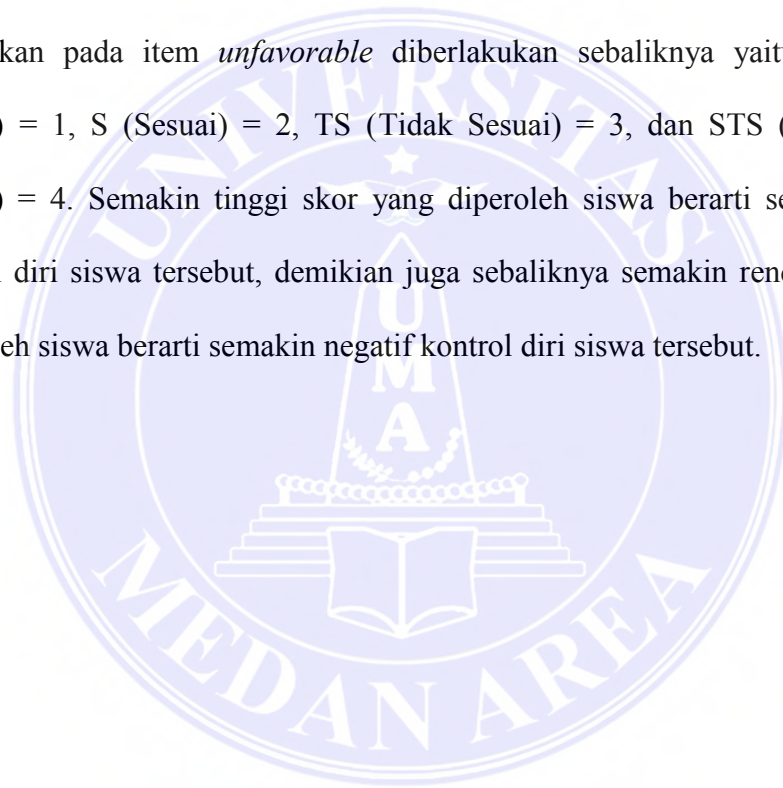 kan pada item unfavorable diberlakukan sebaliknya yait
) = 1, S (Sesuai) = 2, TS (Tidak Sesuai) = 3, dan STS (
) = 4. Semakin tinggi skor yang diperoleh siswa berarti se
diri siswa tersebut, demikian juga sebaliknya semakin ren
eh siswa berarti semakin negatif kontrol diri siswa tersebut.
UNIVERSITAS
UMA
MEDAN AREA